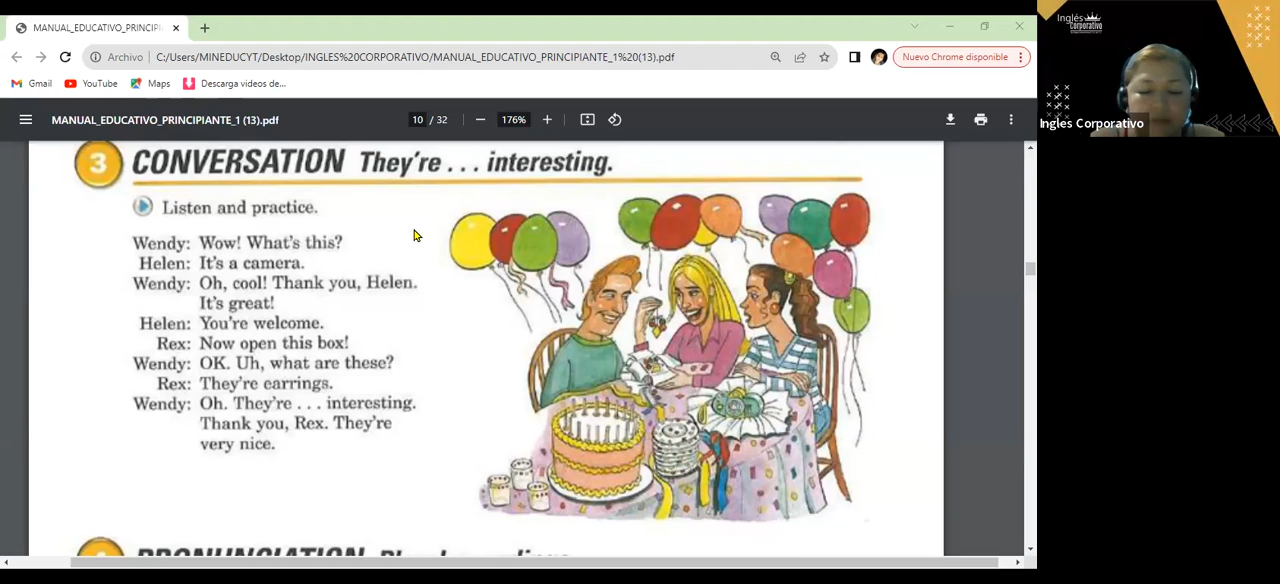 MANUAL_EDUCATIVO_PRINCIPI
Archivo C:/Users/MINEDUCYT/Desktop/INGLES%20CORPORATIVO/MANUAL_EDUCATIVO_PRINCIPIANTE_1%20(13).pdf
Nuevo Chrome disponible
Gmail YouTube Maps Descarga videos de...
MANUAL_EDUCATIVO_PRINCIPIANTE_1 (13).pdf
10 / 32
176%
3 CONVERSATION They're . . . interesting.
Listen and practice.
Wendy: Wow! What's this?
Helen: It's a camera.
Wendy: Oh, cool! Thank you, Helen.
It's great!
Helen: You're welcome.
Rex: Now open this box!
Wendy: OK. Uh, what are these?
Rex: They're earrings.
Wendy: Oh. They're . . . interesting.
Thank you, Rex. They're
very nice.
PRONUNCIATION
Inglés
Corporativo
Ingles Corporativo